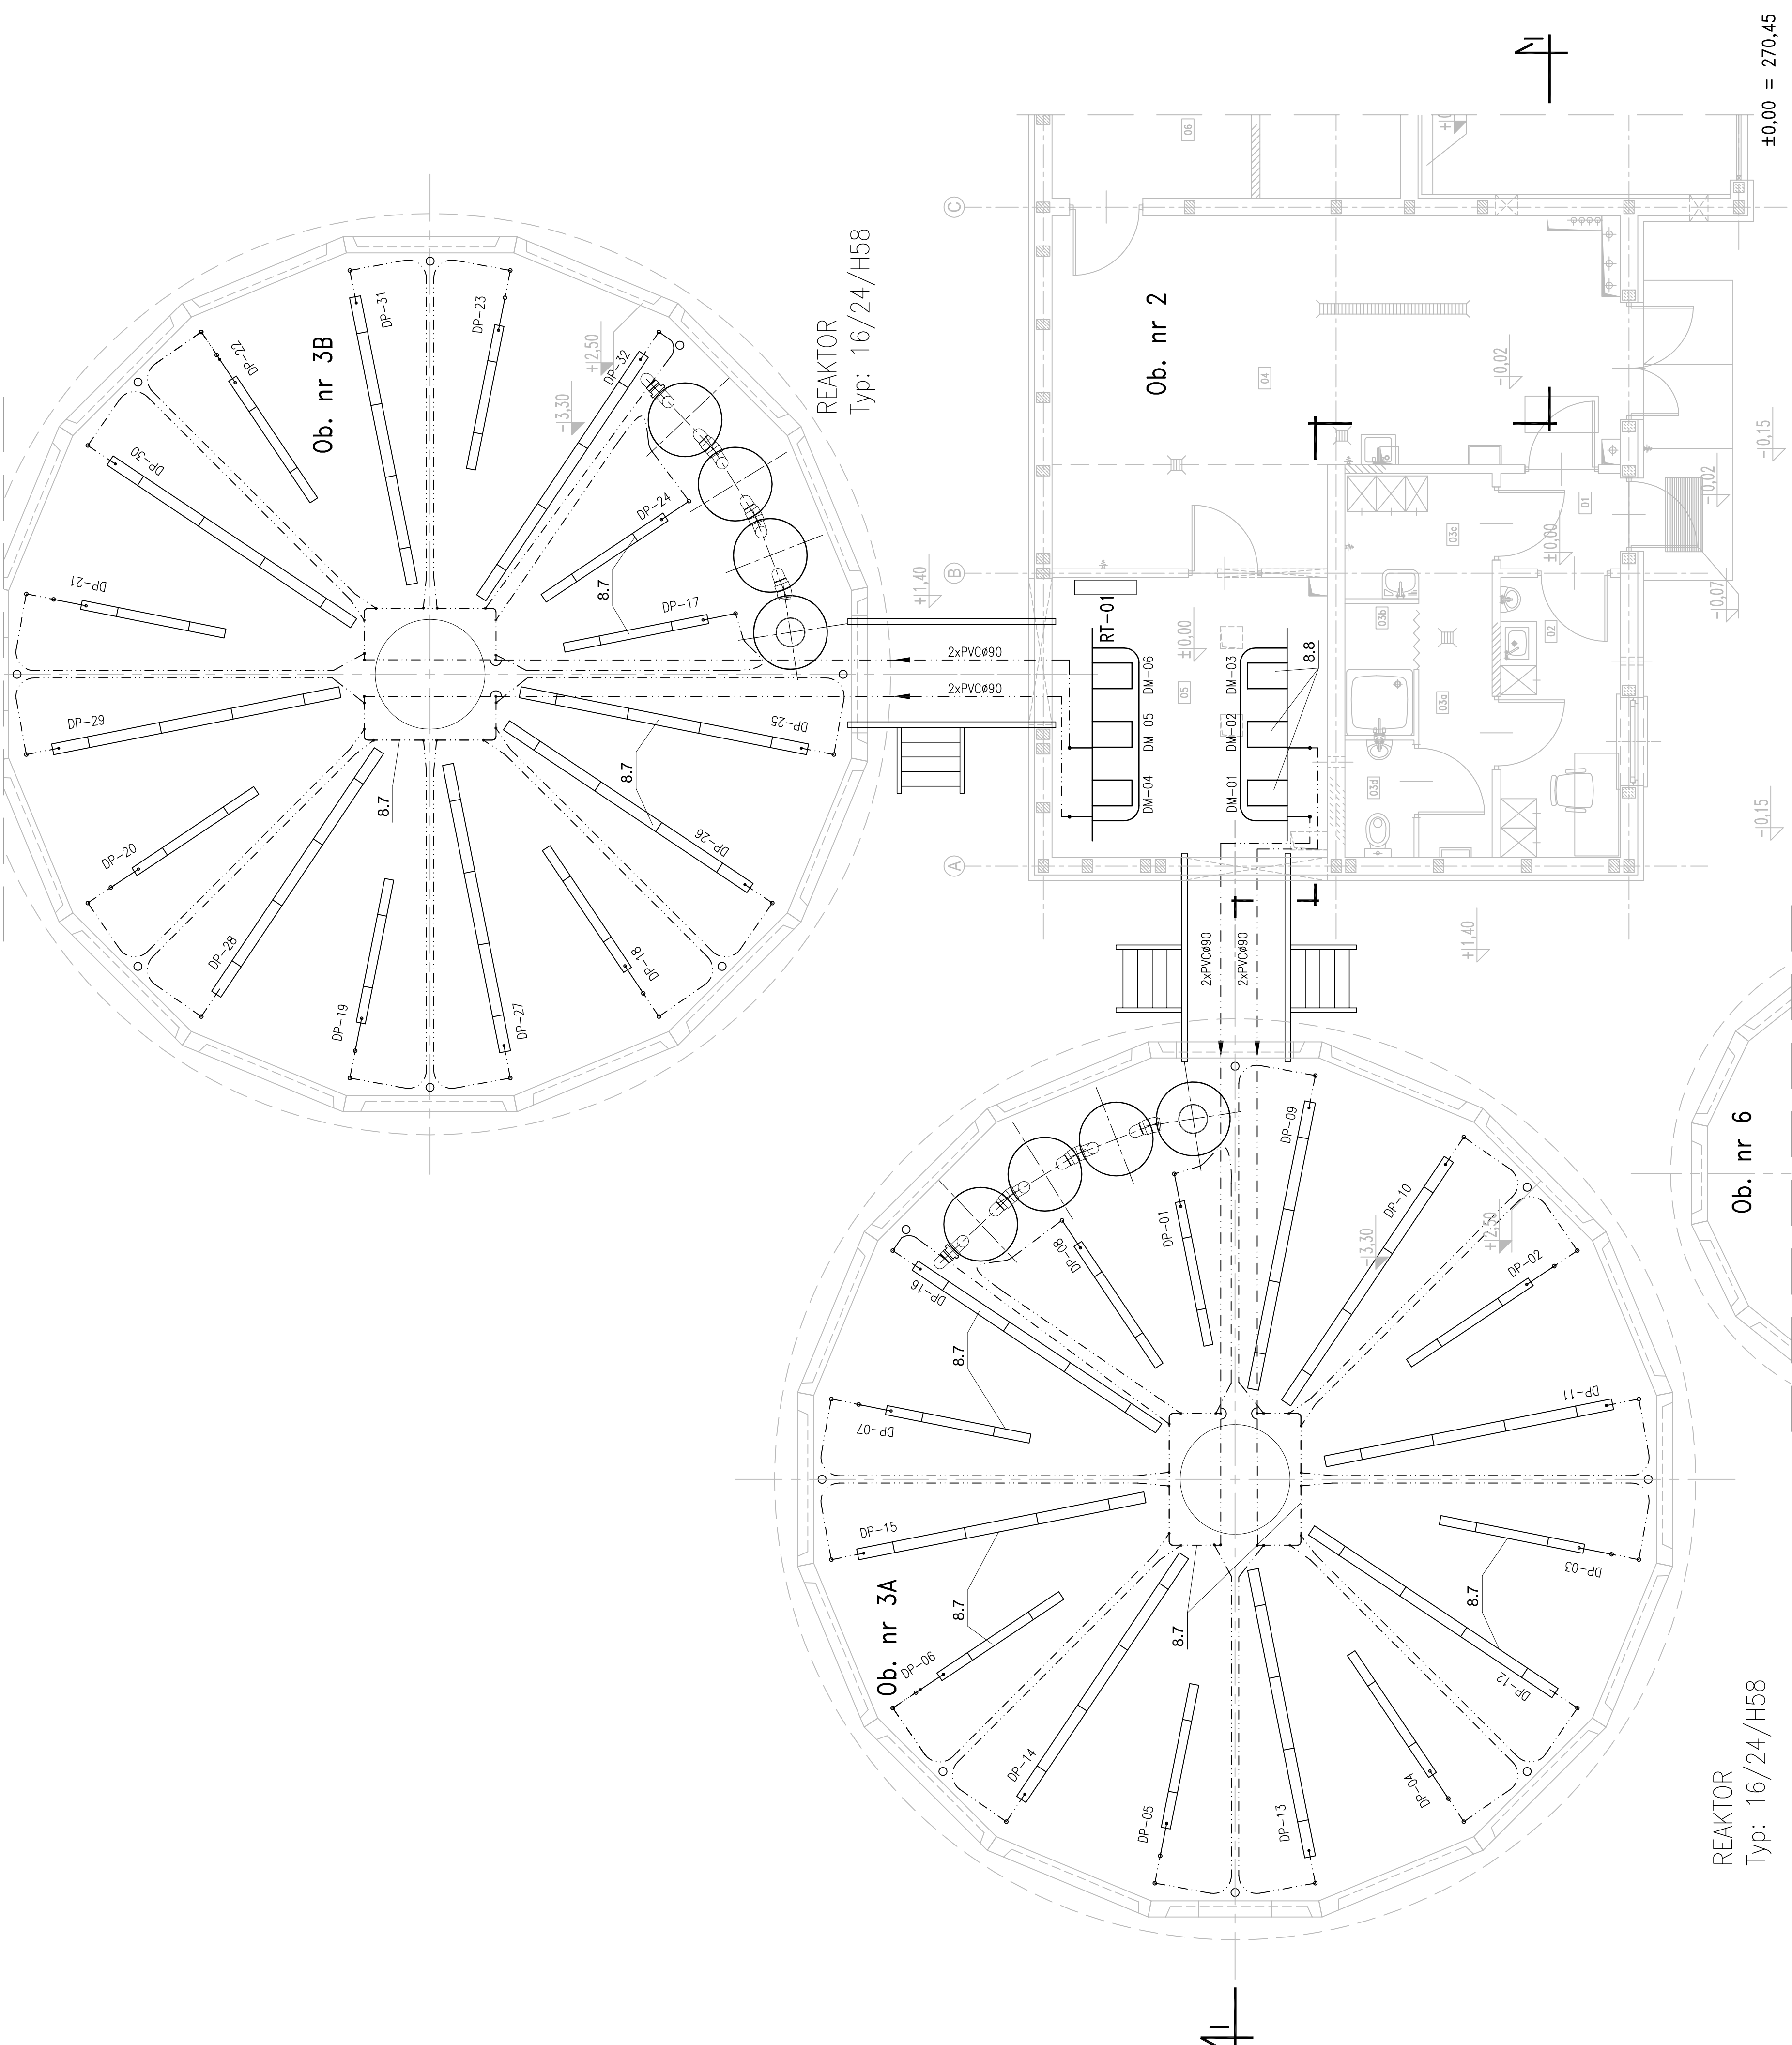 ±0,00 = 270,45
Ob. nr 3B
DP-31
DP-23
DP-22
DP-32
DP-30
DP-24
DP-21
DP-17
DP-29
DP-25
DP-20
DP-26
DP-28
DP-18
DP-19
DP-27
8.7
8.7
8.7
+2,50
-3,30
REAKTOR
Typ: 16/24/H58
2xPVCø90
2xPVCø90
±1,40
C
B
A
06
Ob. nr 2
04
-0,02
-0,15
-0,02
-0,07
-0,15
±0,00
01
02
03c
03b
03a
03d
05
±0,00
RT-01
DM-06
DM-05
DM-04
DM-03
DM-02
DM-01
8.8
±1,40
2xPVCø90
2xPVCø90
Ob. nr 3A
DP-09
DP-10
DP-01
DP-08
DP-16
DP-02
DP-07
DP-11
DP-15
DP-03
DP-06
DP-12
DP-14
DP-04
DP-05
DP-13
8.7
8.7
8.7
8.7
-3,30
+2,50
Ob. nr 6
REAKTOR
Typ: 16/24/H58